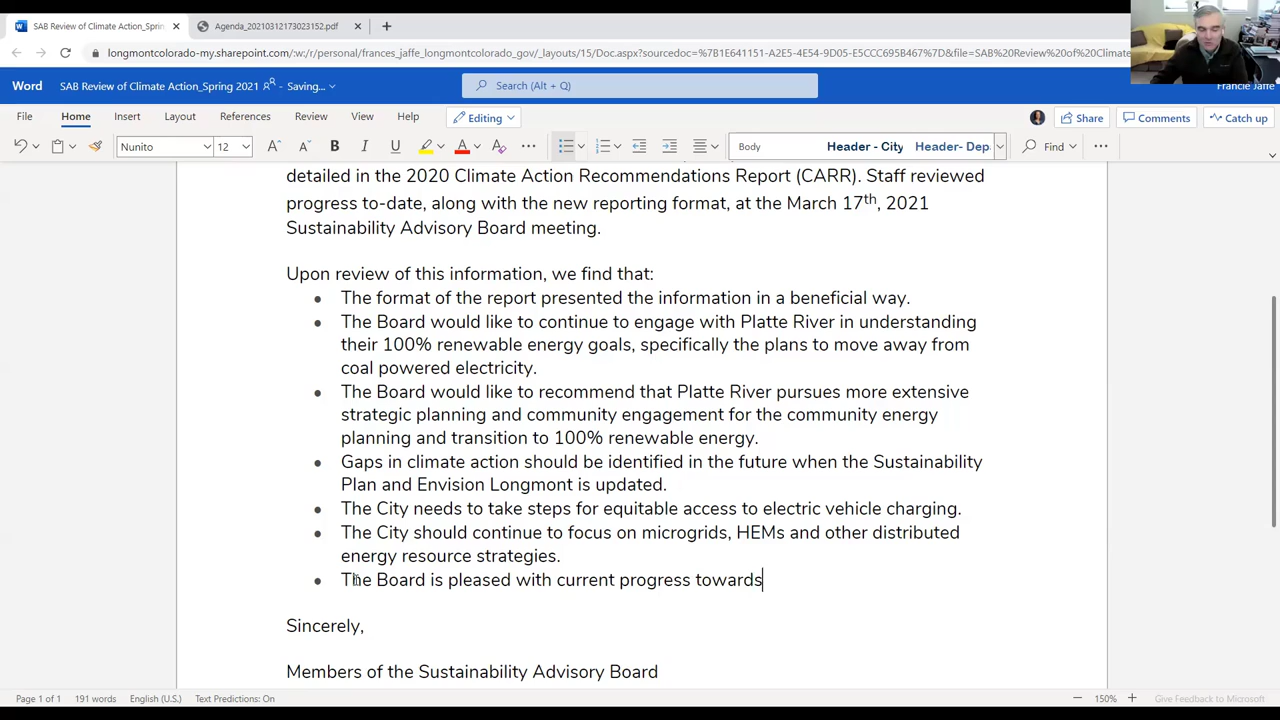 SAB Review of Climate Action_Sprin
Agenda_20210312173023152.pdf
longmontcolorado-my.sharepoint.com/:w:/r/personal/frances_jaffe_longmontcolorado_gov/_layouts/15/Doc.aspx?sourcedoc=%7B1E641151-A2E5-4E54-9D05-E5CCC695B467%7D&file=SAB%20Review%20of%20Climate
Word
SAB Review of Climate Action_Spring 2021
- Saving...
Search (Alt + Q)
Francie Jaffe
File Home Insert Layout References Review View Help Editing Share Comments Catch up
Nunito 12 B I U A Body Header - City Header- Dep Find
detailed in the 2020 Climate Action Recommendations Report (CARR). Staff reviewed
progress to-date, along with the new reporting format, at the March 17th, 2021
Sustainability Advisory Board meeting.
Upon review of this information, we find that:
• The format of the report presented the information in a beneficial way.
• The Board would like to continue to engage with Platte River in understanding
their 100% renewable energy goals, specifically the plans to move away from
coal powered electricity.
• The Board would like to recommend that Platte River pursues more extensive
strategic planning and community engagement for the community energy
planning and transition to 100% renewable energy.
• Gaps in climate action should be identified in the future when the Sustainability
Plan and Envision Longmont is updated.
• The City needs to take steps for equitable access to electric vehicle charging.
• The City should continue to focus on microgrids, HEMs and other distributed
energy resource strategies.
• The Board is pleased with current progress towards
Sincerely,
Members of the Sustainability Advisory Board
Page 1 of 1 191 words English (U.S.) Text Predictions: On 150% Give Feedback to Microsoft